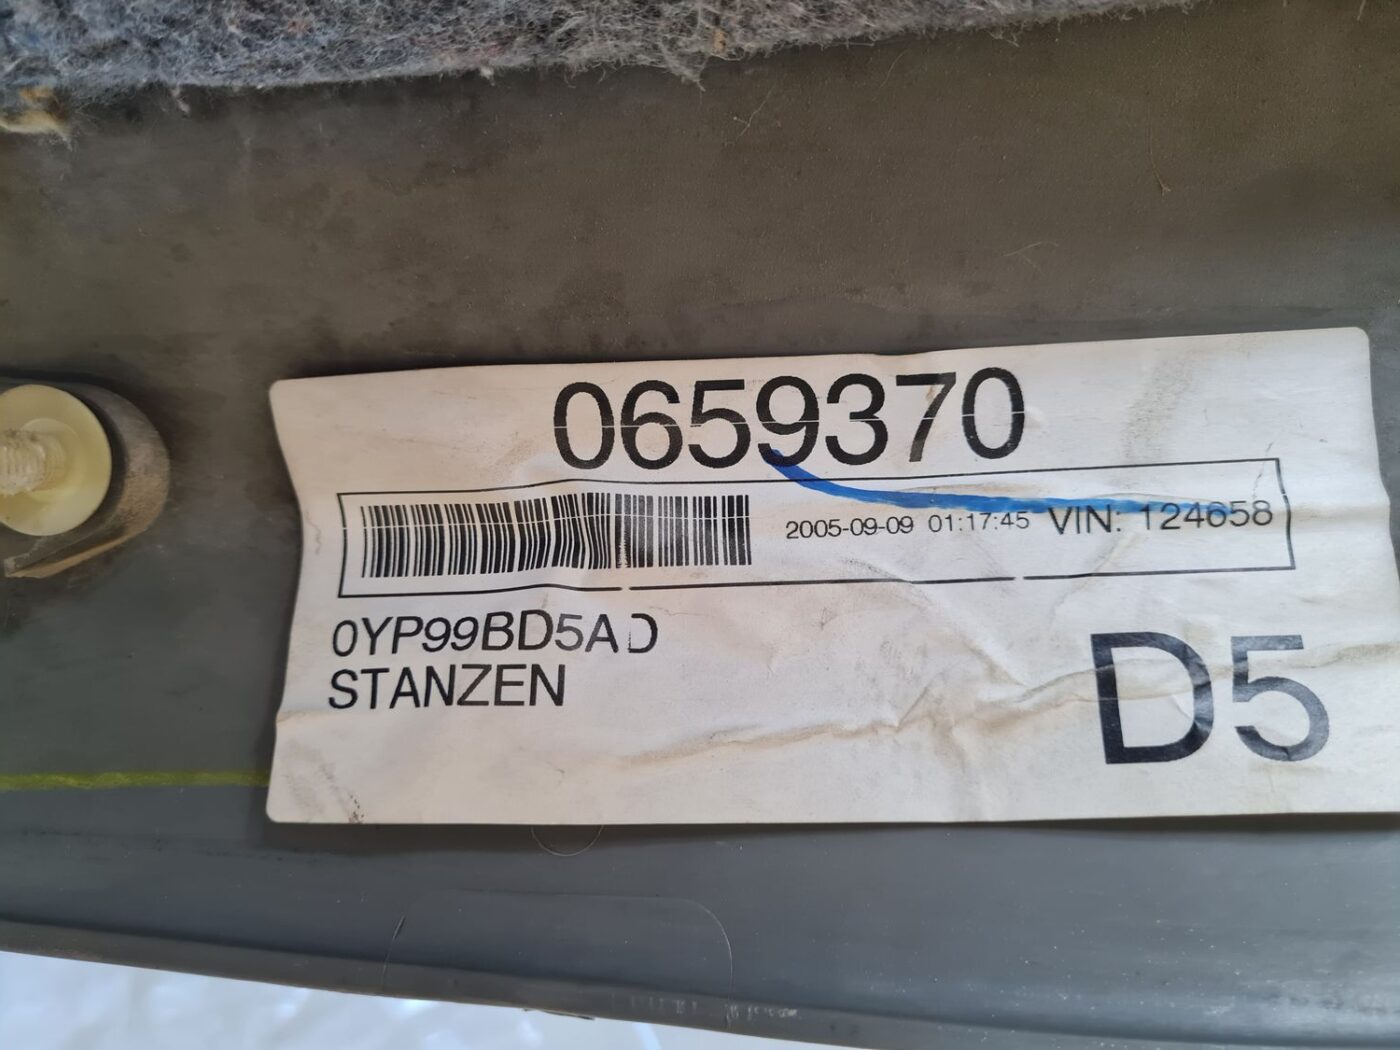 0659370
2005-09-09 01:17:45 VIN: 124658
0YP99BD5AD
STANZEN
D5